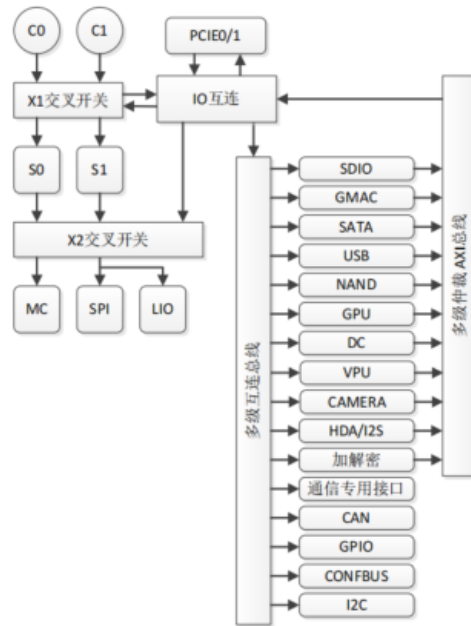 C0
C1
PCIE0/1
X1交叉开关
IO互连
S0
S1
X2交叉开关
MC
SPI
LIO
多级互连总线
SDIO
GMAC
SATA
USB
NAND
GPU
DC
VPU
CAMERA
HDA/I2S
加解密
通信专用接口
CAN
GPIO
CONFBUS
I2C
多级仲裁AXI总线